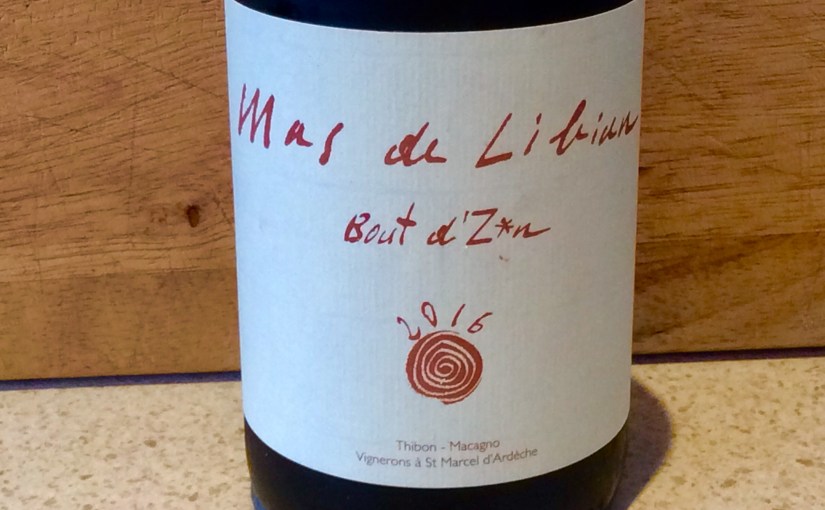 Mas de Libian
Bout d'Z*n
2016
Thibon - Macagno
Vignerons à St Marcel d'Ardèche